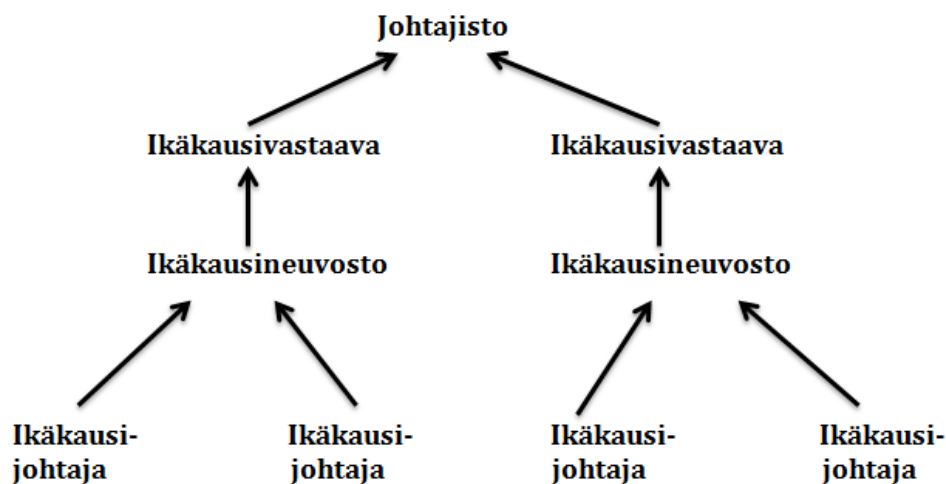 Johtajisto
Ikäkausivastaava
Ikäkausivastaava
Ikäkausineuvosto
Ikäkausineuvosto
Ikäkausi-
johtaja
Ikäkausi-
johtaja
Ikäkausi-
johtaja
Ikäkausi-
johtaja